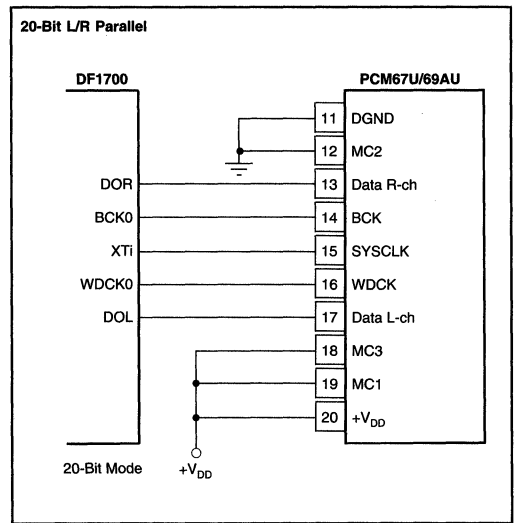 20-Bit L/R Parallel
DF1700
PCM67U/69AU
11 DGND
12 MC2
DOR 13 Data R-ch
BCK0 14 BCK
XTi 15 SYSCLK
WDCK0 16 WDCK
DOL 17 Data L-ch
18 MC3
19 MC1
20 +VDD
20-Bit Mode
+VDD